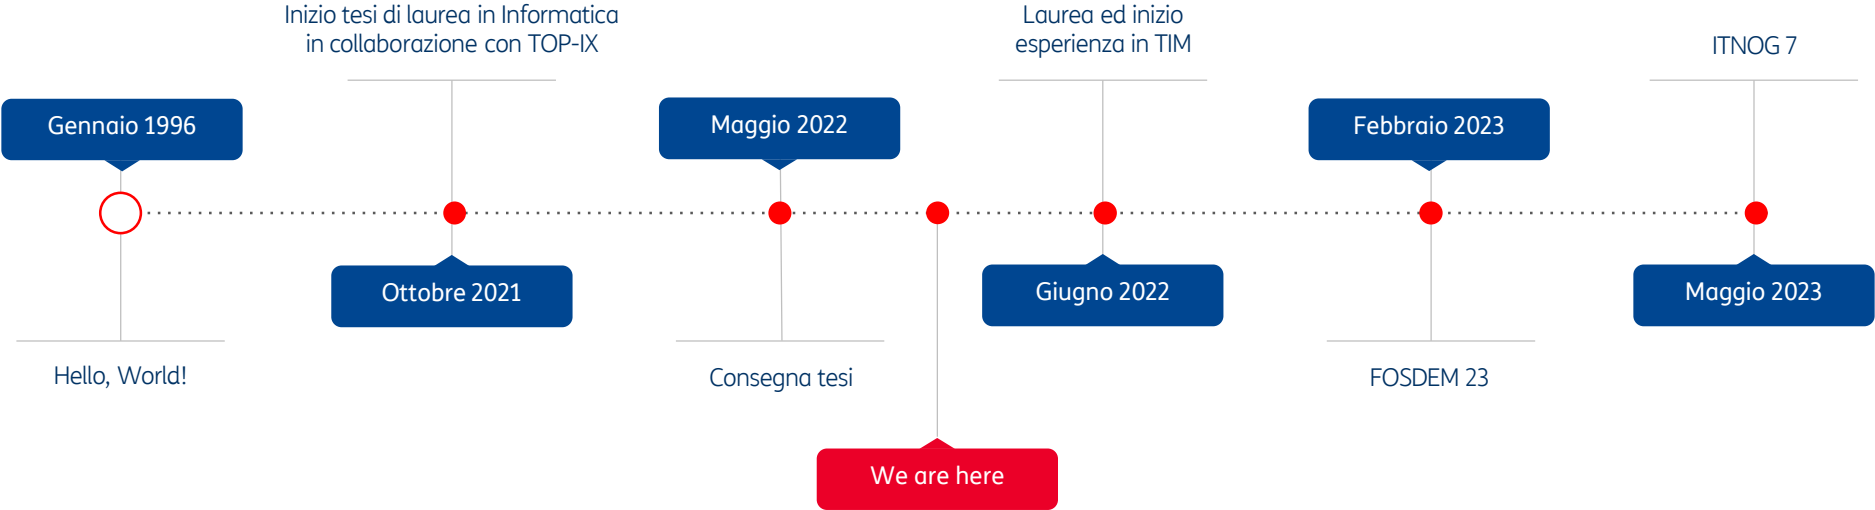 Inizio tesi di laurea in Informatica
in collaborazione con TOP-IX
Laurea ed inizio
esperienza in TIM
ITNOG 7
Gennaio 1996
Maggio 2022
Febbraio 2023
Ottobre 2021
Giugno 2022
Maggio 2023
Hello, World!
Consegna tesi
FOSDEM 23
We are here